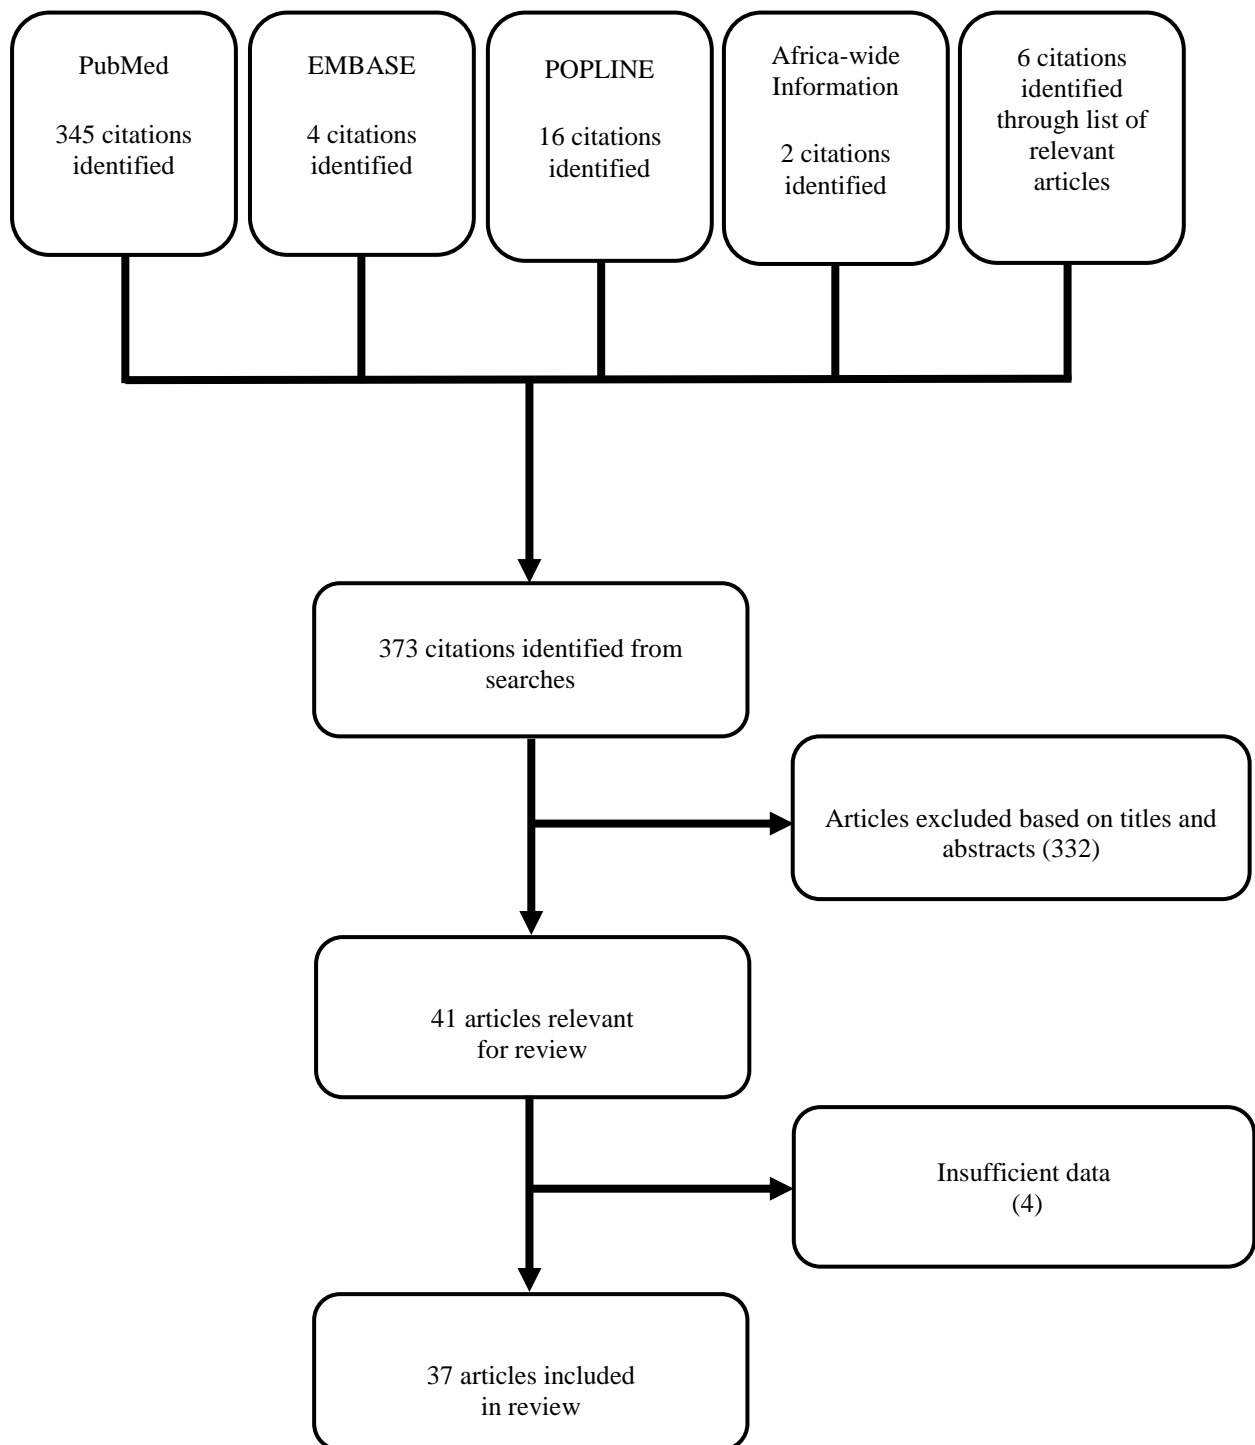 PubMed
345 citations
identified
EMBASE
4 citations
identified
POPLINE
16 citations
identified
Africa-wide
Information
2 citations
identified
6 citations
identified
through list of
relevant
articles
373 citations identified from
searches
Articles excluded based on titles and
abstracts (332)
41 articles relevant
for review
Insufficient data
(4)
37 articles included
in review